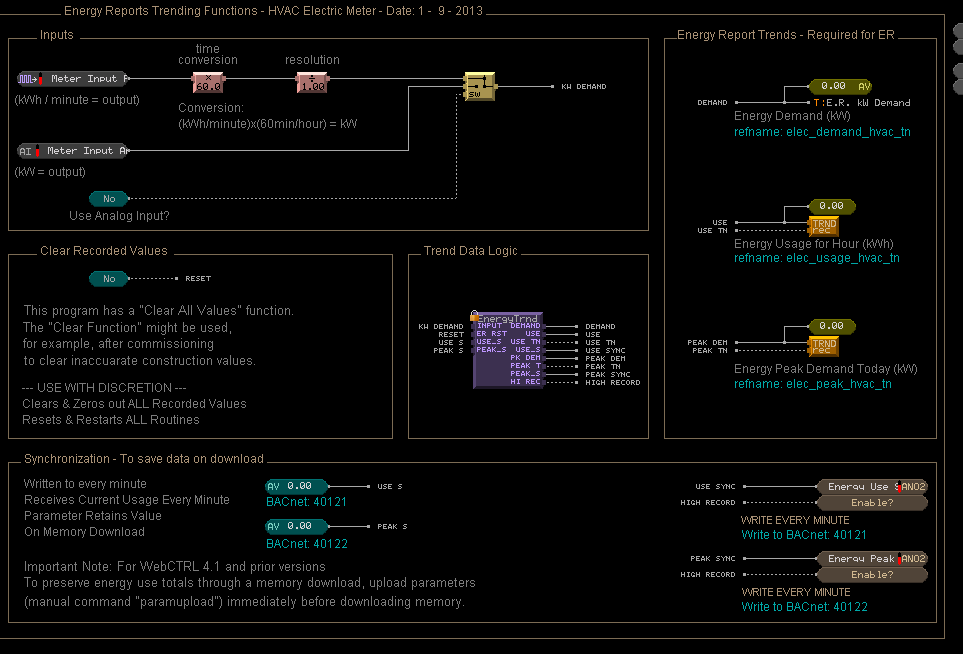 Energy Reports Trending Functions - HVAC Electric Meter - Date: 1 - 9 - 2013
Inputs
time
conversion
resolution
Meter Input
×
60.0
÷
1.00
SW
KW DEMAND
(kWh / minute = output)
Conversion:
(kWh/minute)x(60min/hour) = kW
AI
Meter Input
(kW = output)
No
Use Analog Input?
Energy Report Trends - Required for ER
0.00 AV
DEMAND
T:E.R. kW Demand
Energy Demand (kW)
refname: elec_demand_hvac_tn
0.00
USE
USE TN
TRND
rec
Energy Usage for Hour (kWh)
refname: elec_usage_hvac_tn
0.00
PEAK DEM
PEAK TN
TRND
rec
Energy Peak Demand Today (kW)
refname: elec_peak_hvac_tn
Clear Recorded Values
No
RESET
This program has a "Clear All Values" function.
The "Clear Function" might be used,
for example, after commissioning
to clear inaccuarate construction values.
--- USE WITH DISCRETION ---
Clears & Zeros out ALL Recorded Values
Resets & Restarts ALL Routines
Trend Data Logic
EnergyTrnd
KW DEMAND INPUT DEMAND DEMAND
RESET ER RST USE USE
USE S USE_S USE TN USE TN
PEAK S PEAK_S USE_S USE SYNC
PK DEM PEAK DEM
PEAK T PEAK TN
PEAK_S PEAK SYNC
HI REC HIGH RECORD
Synchronization - To save data on download
Written to every minute
Receives Current Usage Every Minute
Parameter Retains Value
On Memory Download
AV 0.00 USE S
BACnet: 40121
AV 0.00 PEAK S
BACnet: 40122
Important Note: For WebCTRL 4.1 and prior versions
To preserve energy use totals through a memory download, upload parameters
(manual command "paramupload") immediately before downloading memory.
USE SYNC Energy Use S ANO2
HIGH RECORD Enable?
WRITE EVERY MINUTE
Write to BACnet: 40121
PEAK SYNC Energy Peak ANO2
HIGH RECORD Enable?
WRITE EVERY MINUTE
Write to BACnet: 40122